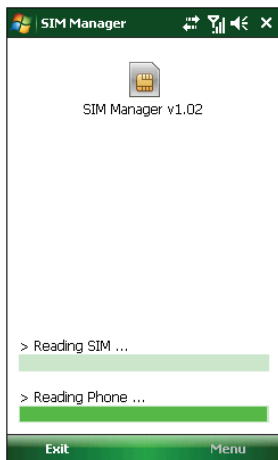 SIM Manager
SIM Manager v1.02
> Reading SIM ...
> Reading Phone ...
Exit
Menu